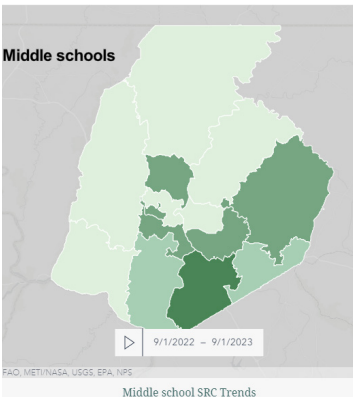 Middle schools
9/1/2022 – 9/1/2023
FAO, METI/NASA, USGS, EPA, NPS
Middle school SRC Trends